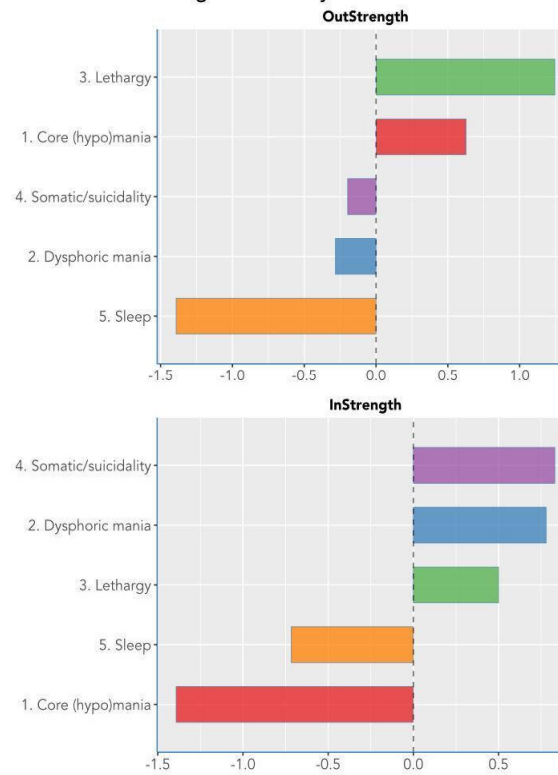 OutStrength
3. Lethargy
1. Core (hypo)mania
4. Somatic/suicidality
2. Dysphoric mania
5. Sleep
-1.5 -1.0 -0.5 0.0 0.5 1.0
InStrength
4. Somatic/suicidality
2. Dysphoric mania
3. Lethargy
5. Sleep
1. Core (hypo)mania
-1.5 -1.0 -0.5 0.0 0.5